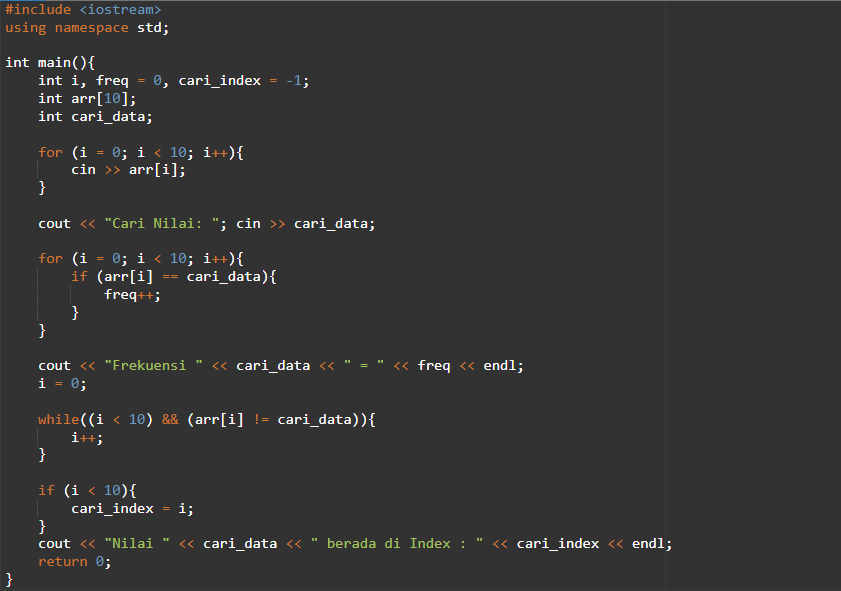 #include <iostream>
using namespace std;
int main(){
int i, freq = 0, cari_index = -1;
int arr[10];
int cari_data;
for (i = 0; i < 10; i++){
cin >> arr[i];
}
cout << "Cari Nilai: "; cin >> cari_data;
for (i = 0; i < 10; i++){
if (arr[i] == cari_data){
freq++;
}
}
cout << "Frekuensi " << cari_data << " = " << freq << endl;
i = 0;
while((i < 10) && (arr[i] != cari_data)){
i++;
}
if (i < 10){
cari_index = i;
}
cout << "Nilai " << cari_data << " berada di Index : " << cari_index << endl;
return 0;
}